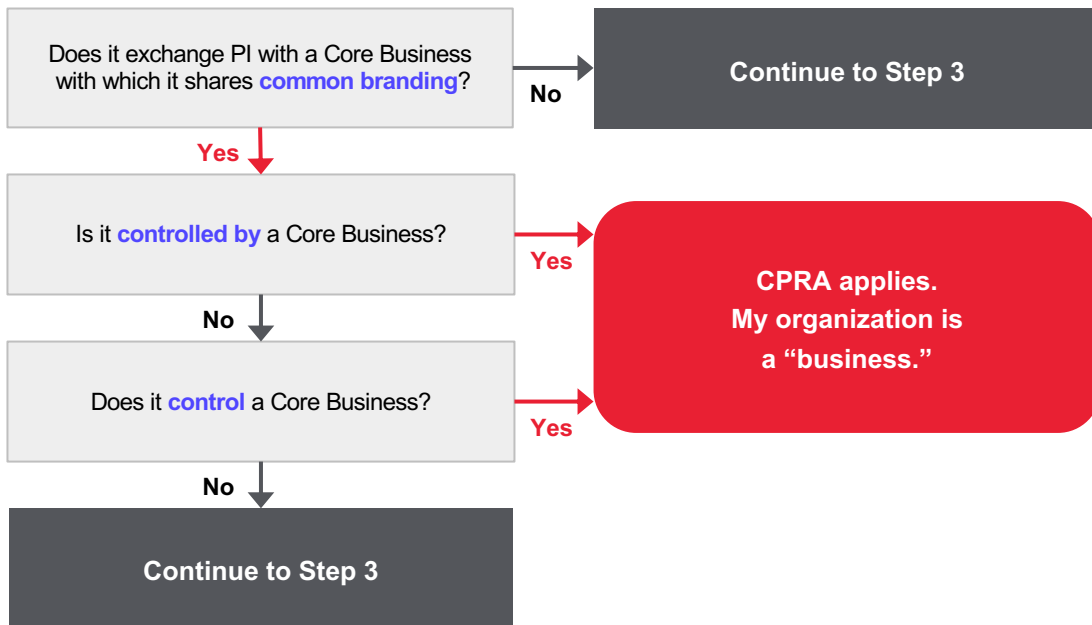 Does it exchange PI with a Core Business
with which it shares common branding?
No
Continue to Step 3
Yes
Is it controlled by a Core Business?
Yes
CPRA applies.
My organization is
a “business.”
No
Does it control a Core Business?
Yes
No
Continue to Step 3